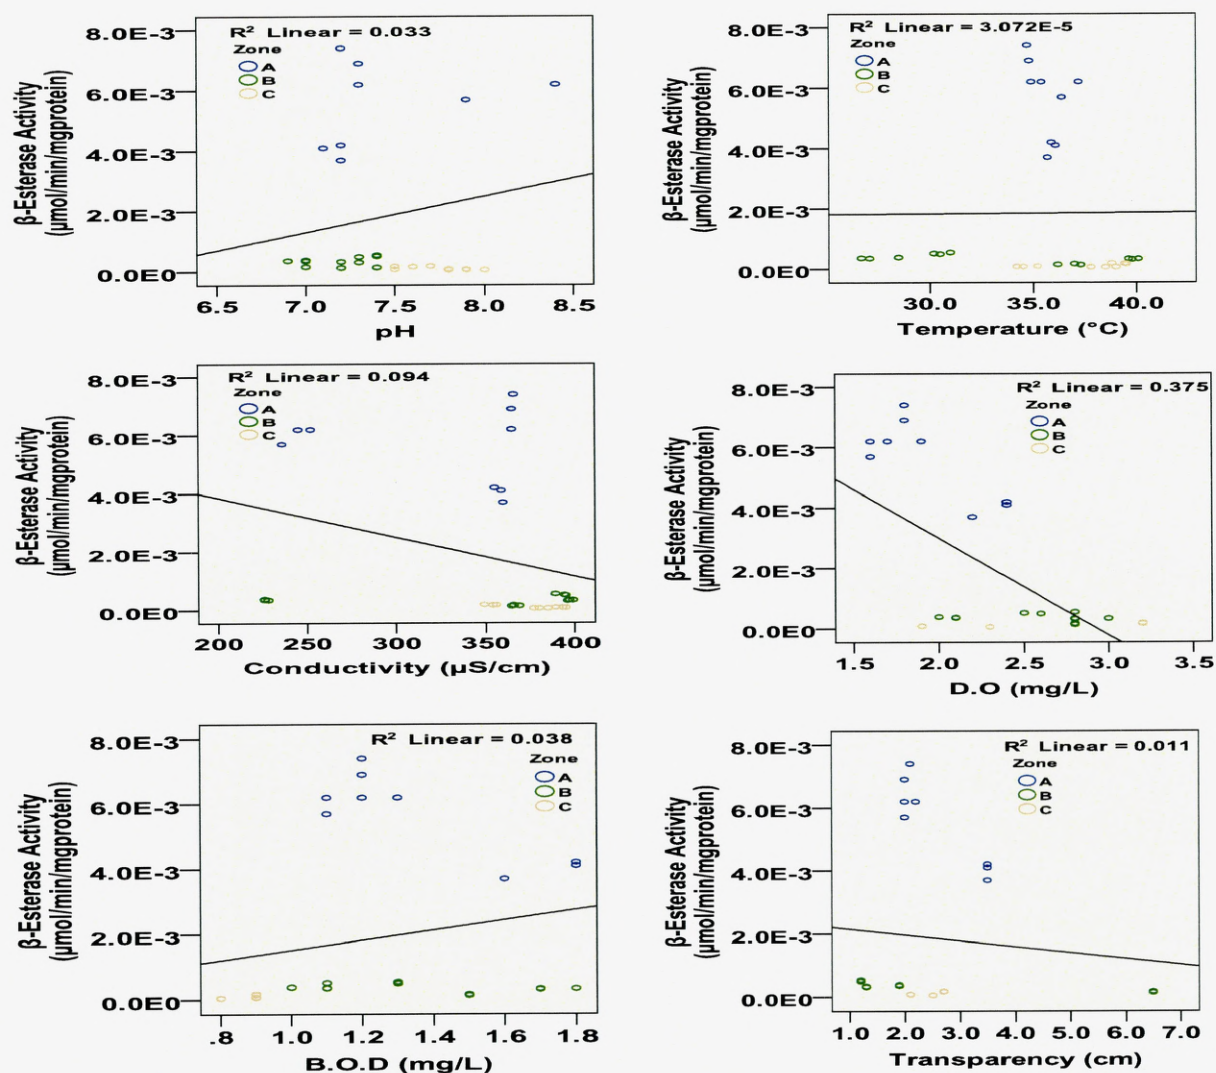 R² Linear = 0.033
Zone
A
B
C
β-Esterase Activity
(μmol/min/mgprotein)
8.0E-3
6.0E-3
4.0E-3
2.0E-3
0.0E0
6.5 7.0 7.5 8.0 8.5
pH
R² Linear = 3.072E-5
Zone
A
B
C
β-Esterase Activity
(μmol/min/mgprotein)
8.0E-3
6.0E-3
4.0E-3
2.0E-3
0.0E0
30.0 35.0 40.0
Temperature (°C)
R² Linear = 0.094
Zone
A
B
C
β-Esterase Activity
(μmol/min/mgprotein)
8.0E-3
6.0E-3
4.0E-3
2.0E-3
0.0E0
200 250 300 350 400
Conductivity (μS/cm)
R² Linear = 0.375
Zone
A
B
C
β-Esterase Activity
(μmol/min/mgprotein)
8.0E-3
6.0E-3
4.0E-3
2.0E-3
0.0E0
1.5 2.0 2.5 3.0 3.5
D.O (mg/L)
R² Linear = 0.038
Zone
A
B
C
β-Esterase Activity
(μmol/min/mgprotein)
8.0E-3
6.0E-3
4.0E-3
2.0E-3
0.0E0
.8 1.0 1.2 1.4 1.6 1.8
B.O.D (mg/L)
R² Linear = 0.011
Zone
A
B
C
β-Esterase Activity
(μmol/min/mgprotein)
8.0E-3
6.0E-3
4.0E-3
2.0E-3
0.0E0
1.0 2.0 3.0 4.0 5.0 6.0 7.0
Transparency (cm)